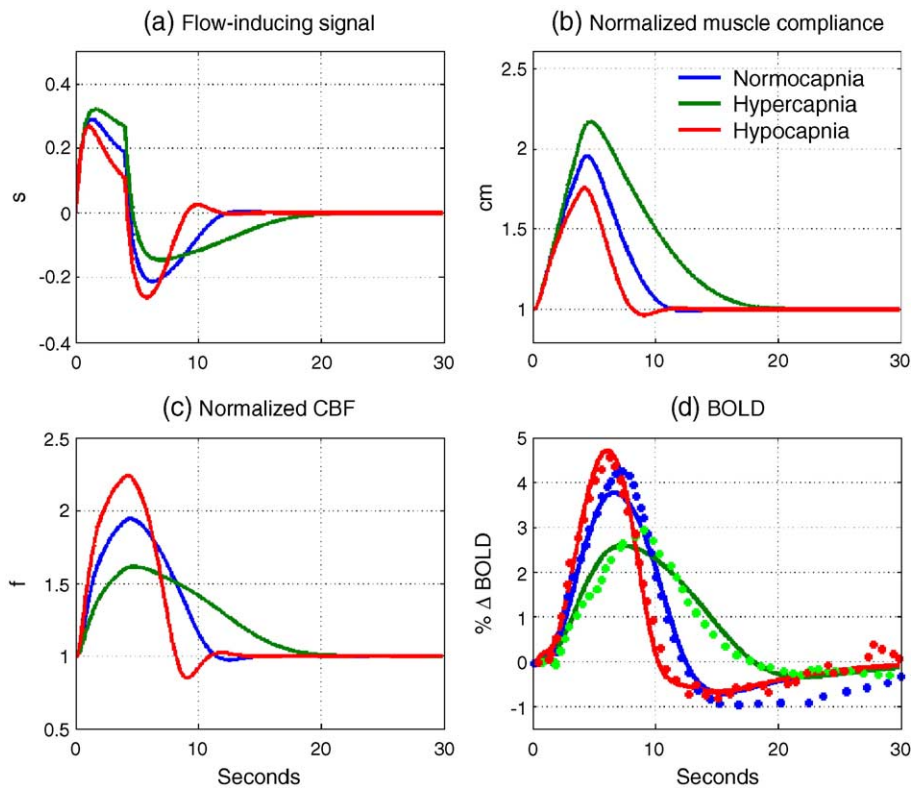 (a) Flow-inducing signal
(b) Normalized muscle compliance
0.4
0.2
0
-0.2
-0.4
s
0 10 20 30
2.5
2
1.5
1
cm
Normocapnia
Hypercapnia
Hypocapnia
0 10 20 30
(c) Normalized CBF
(d) BOLD
2.5
2
1.5
1
0.5
f
0 10 20 30
Seconds
5
4
3
2
1
0
-1
% Δ BOLD
0 10 20 30
Seconds